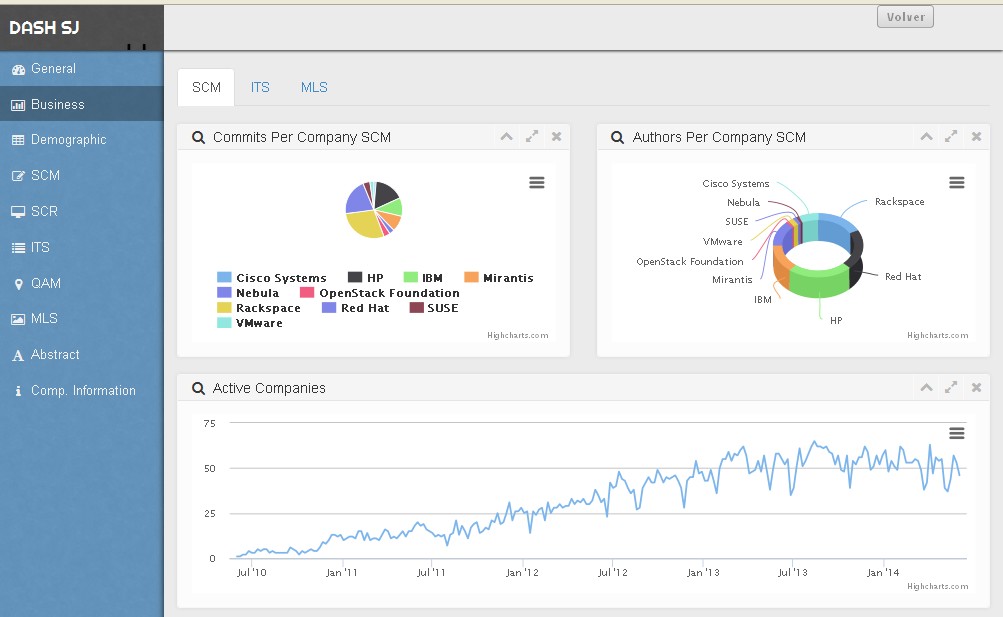 DASH SJ
Volver
General
Business
Demographic
SCM
SCR
ITS
QAM
MLS
Abstract
Comp. Information
SCM ITS MLS
Commits Per Company SCM
Cisco Systems HP IBM Mirantis
Nebula OpenStack Foundation
Rackspace Red Hat SUSE
VMware
Highcharts.com
Authors Per Company SCM
Cisco Systems
Rackspace
Nebula
SUSE
VMware
OpenStack Foundation
Red Hat
Mirantis
IBM
HP
Highcharts.com
Active Companies
75
50
25
0
Jul '10 Jan '11 Jul '11 Jan '12 Jul '12 Jan '13 Jul '13 Jan '14
Highcharts.com